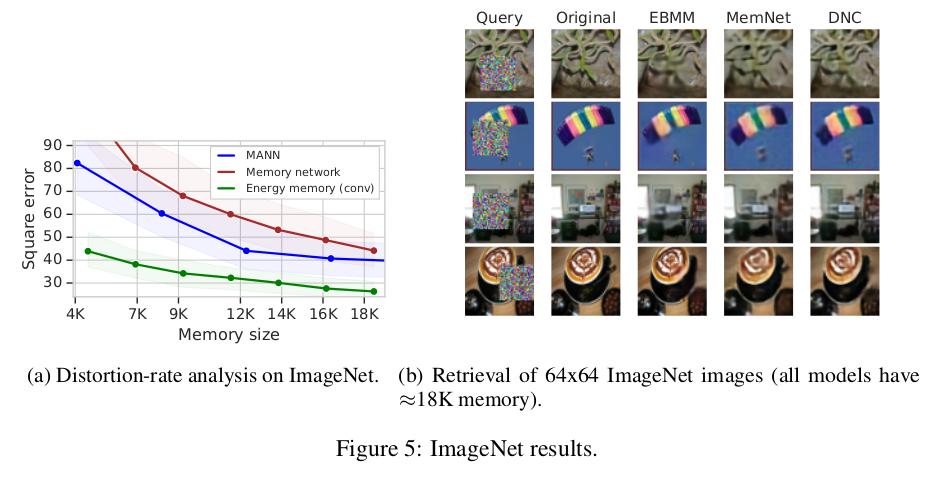 90
80
70
60
50
40
30
Square error
MANN
Memory network
Energy memory (conv)
4K 7K 9K 12K 14K 16K 18K
Memory size
Query Original EBMM MemNet DNC
(a) Distortion-rate analysis on ImageNet.
(b) Retrieval of 64x64 ImageNet images (all models have
≈18K memory).
Figure 5: ImageNet results.